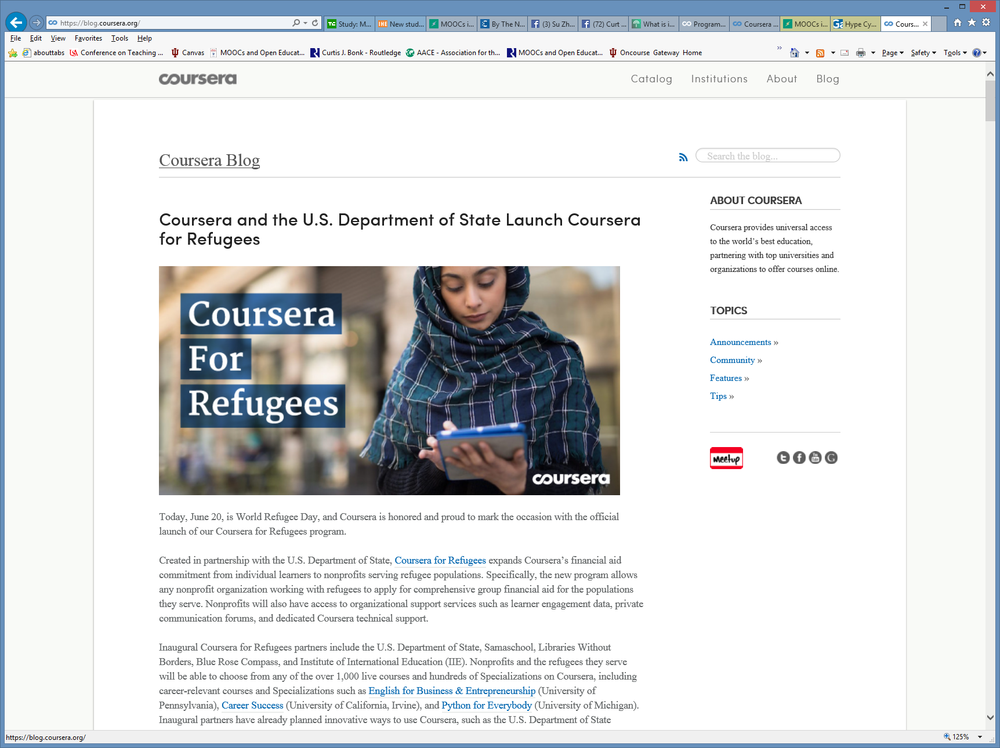 https://blog.coursera.org/
Study: M...
New stud...
MOOCs i...
By The N...
(3) Su Zh...
(72) Curt ...
What is i...
Program...
Coursera ...
MOOCs i...
Hype Cy...
Cours...
File Edit View Favorites Tools Help
abouttabs
Conference on Teaching ...
Canvas
MOOCs and Open Educat...
Curtis J. Bonk - Routledge
AACE - Association for th...
MOOCs and Open Educat...
Oncourse Gateway Home
Page
Safety
Tools
coursera
Catalog Institutions About Blog
Coursera Blog
Search the blog...
Coursera and the U.S. Department of State Launch Coursera
for Refugees
Coursera
For
Refugees
coursera
Today, June 20, is World Refugee Day, and Coursera is honored and proud to mark the occasion with the official
launch of our Coursera for Refugees program.
Created in partnership with the U.S. Department of State, Coursera for Refugees expands Coursera’s financial aid
commitment from individual learners to nonprofits serving refugee populations. Specifically, the new program allows
any nonprofit organization working with refugees to apply for comprehensive group financial aid for the populations
they serve. Nonprofits will also have access to organizational support services such as learner engagement data, private
communication forums, and dedicated Coursera technical support.
Inaugural Coursera for Refugees partners include the U.S. Department of State, Samaschool, Libraries Without
Borders, Blue Rose Compass, and Institute of International Education (IIE). Nonprofits and the refugees they serve
will be able to choose from any of the over 1,000 live courses and hundreds of Specializations on Coursera, including
career-relevant courses and Specializations such as English for Business & Entrepreneurship (University of
Pennsylvania), Career Success (University of California, Irvine), and Python for Everybody (University of Michigan).
Inaugural partners have already planned innovative ways to use Coursera, such as the U.S. Department of State
ABOUT COURSERA
Coursera provides universal access
to the world’s best education,
partnering with top universities and
organizations to offer courses online.
TOPICS
Announcements »
Community »
Features »
Tips »
Meetup
https://blog.coursera.org/
125%